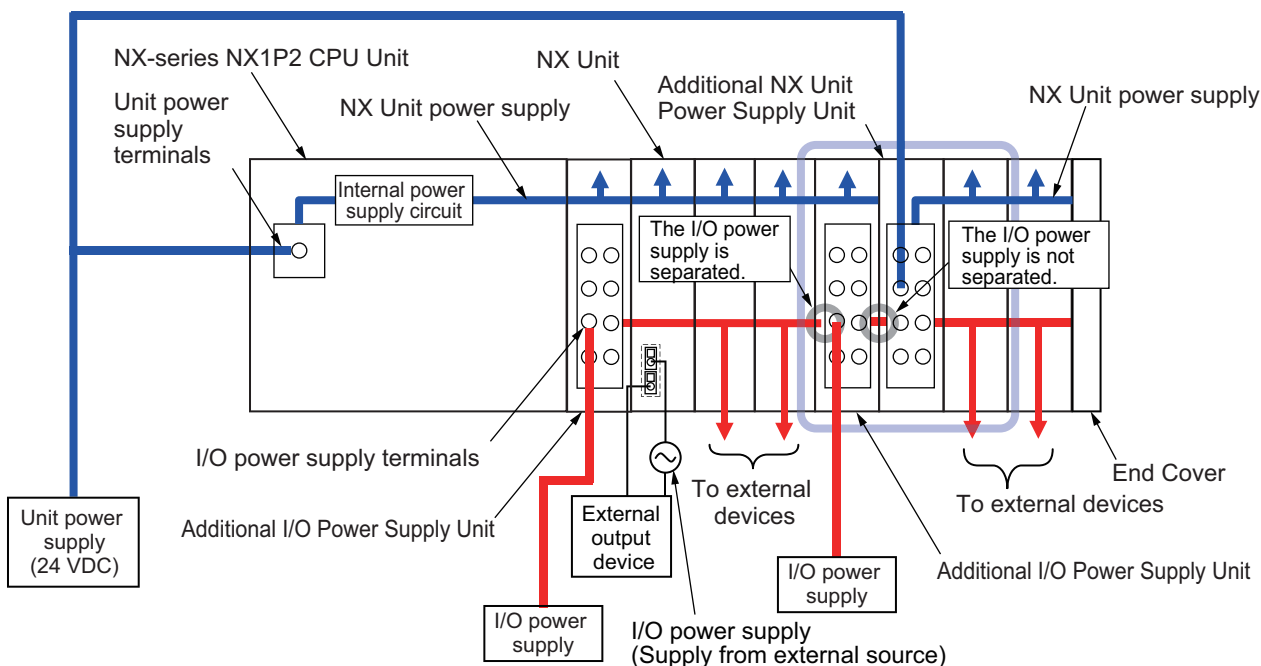 NX-series NX1P2 CPU Unit
Unit power
supply
terminals
NX Unit power supply
NX Unit
Additional NX Unit
Power Supply Unit
NX Unit power supply
Internal power
supply circuit
The I/O power
supply is
separated.
The I/O power
supply is not
separated.
I/O power supply terminals
Additional I/O Power Supply Unit
Unit power
supply
(24 VDC)
I/O power
supply
External
output
device
To external
devices
I/O power supply
(Supply from external source)
I/O power
supply
To external devices
End Cover
Additional I/O Power Supply Unit